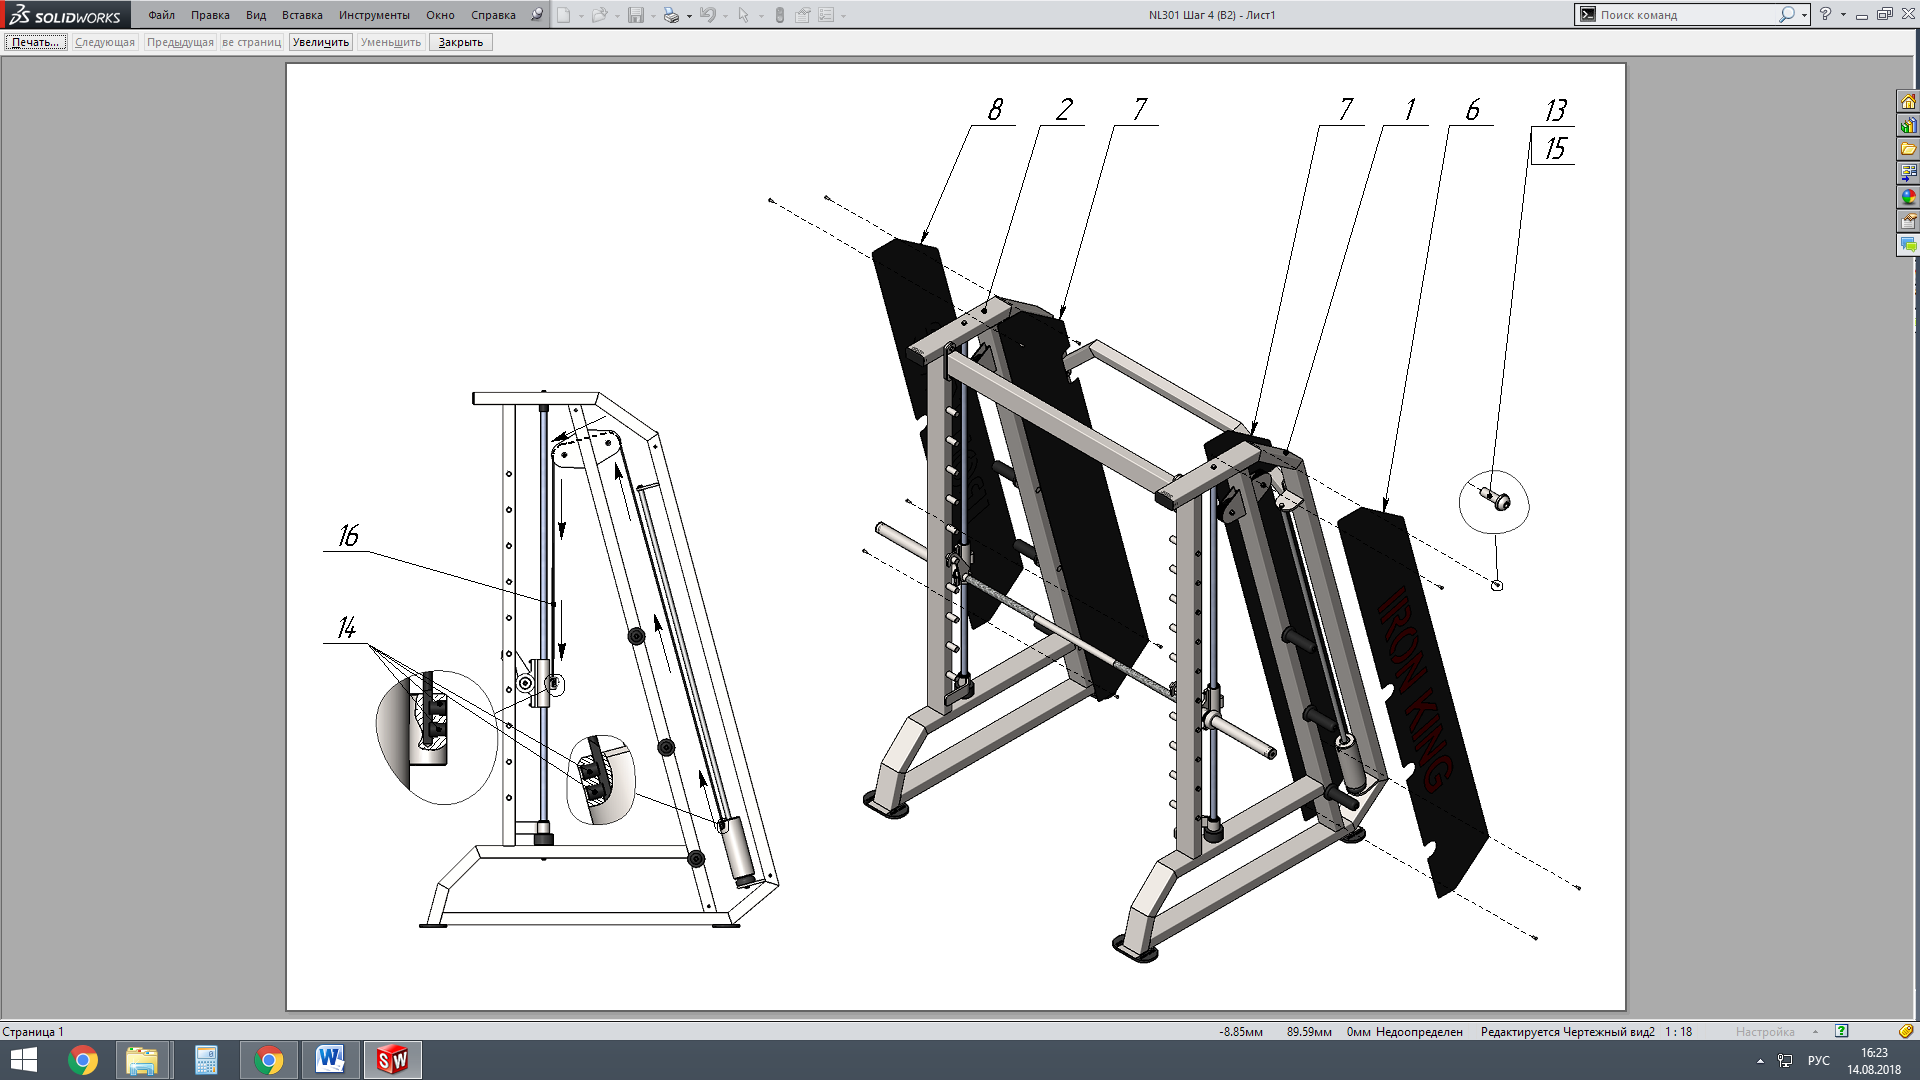 SOLIDWORKS Файл Правка Вид Вставка Инструменты Окно Справка NL301 Шаг 4 (B2) - Лист1 Поиск команд ?
Печать... Следующая Предыдущая ве страниц Увеличить Уменьшить Закрыть
8 2 7 7 1 6 13
15
16
14
IRON KING
Страница 1 -8.85мм 89.59мм 0мм Недоопределен Редактируется Чертежный вид2 1 : 18 Настройка ?
РУС 16:23
14.08.2018